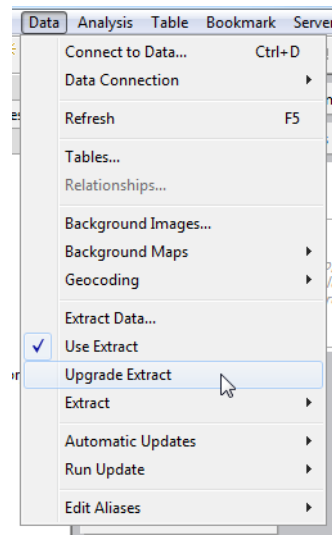 Data Analysis Table Bookmark Server
Connect to Data... Ctrl+D
Data Connection
Refresh F5
Tables...
Relationships...
Background Images...
Background Maps
Geocoding
Extract Data...
Use Extract
Upgrade Extract
Extract
Automatic Updates
Run Update
Edit Aliases